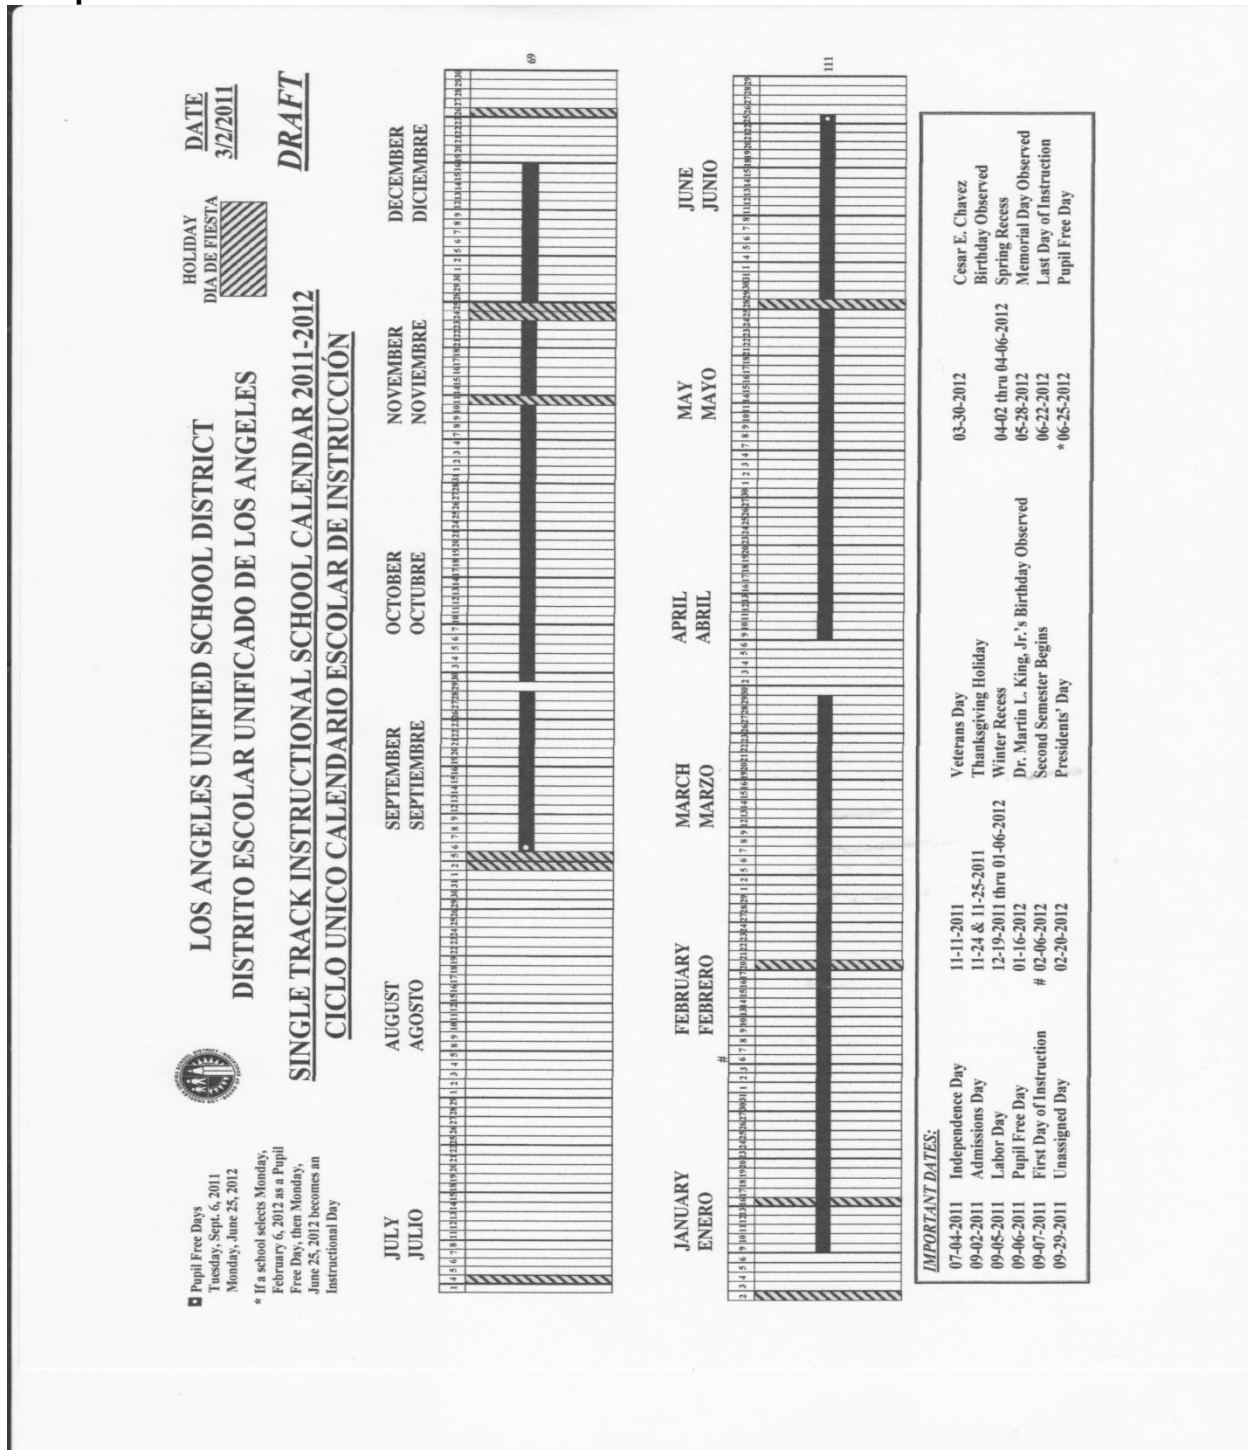 LOS ANGELES UNIFIED SCHOOL DISTRICT
DISTRITO ESCOLAR UNIFICADO DE LOS ANGELES
SINGLE TRACK INSTRUCTIONAL SCHOOL CALENDAR 2011-2012
CICLO UNICO CALENDARIO ESCOLAR DE INSTRUCCIÓN
Pupil Free Days
Tuesday, Sept. 6, 2011
Monday, June 25, 2012
* If a school selects Monday,
February 6, 2012 as a Pupil
Free Day, then Monday,
June 25, 2012 becomes an
Instructional Day
HOLIDAY
DIA DE FIESTA
DATE
3/2/2011
DRAFT
JULY AUGUST SEPTEMBER OCTOBER NOVEMBER DECEMBER
JULIO AGOSTO SEPTIEMBRE OCTUBRE NOVIEMBRE DICIEMBRE
69
JANUARY FEBRUARY MARCH APRIL MAY JUNE
ENERO FEBRERO MARZO ABRIL MAYO JUNIO
#
111
IMPORTANT DATES:
07-04-2011 Independence Day
09-02-2011 Admissions Day
09-05-2011 Labor Day
09-06-2011 Pupil Free Day
09-07-2011 First Day of Instruction
09-29-2011 Unassigned Day
11-11-2011 Veterans Day
11-24 & 11-25-2011 Thanksgiving Holiday
12-19-2011 thru 01-06-2012 Winter Recess
01-16-2012 Dr. Martin L. King, Jr.'s Birthday Observed
# 02-06-2012 Second Semester Begins
02-20-2012 Presidents' Day
03-30-2012 Cesar E. Chavez
Birthday Observed
04-02 thru 04-06-2012 Spring Recess
05-28-2012 Memorial Day Observed
06-22-2012 Last Day of Instruction
* 06-25-2012 Pupil Free Day